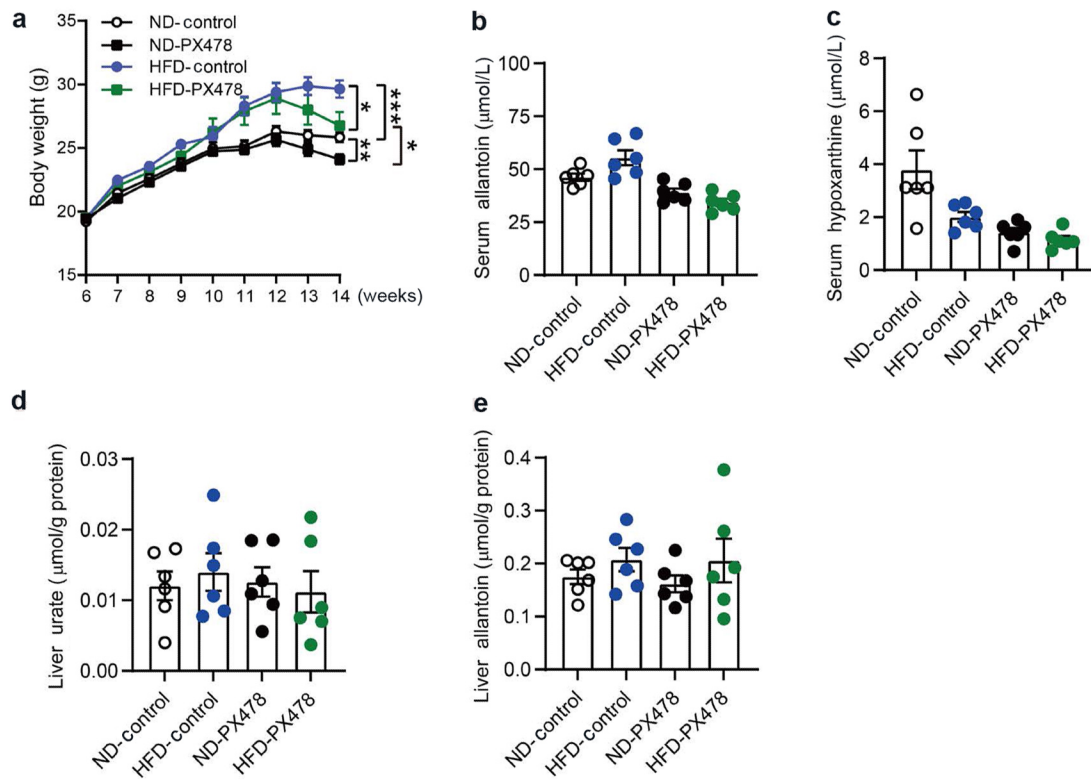 a
35
30
25
20
15
Body weight (g)
ND-control
ND-PX478
HFD-control
HFD-PX478
*
****
**
*
6 7 8 9 10 11 12 13 14 (weeks)
b
Serum allantoin (μmol/L)
100
75
50
25
0
ND-control
HFD-control
ND-PX478
HFD-PX478
c
Serum hypoxanthine (μmol/L)
8
6
4
2
0
ND-control
HFD-control
ND-PX478
HFD-PX478
d
Liver urate (μmol/g protein)
0.03
0.02
0.01
0.00
ND-control
HFD-control
ND-PX478
HFD-PX478
e
Liver allantoin (μmol/g protein)
0.4
0.3
0.2
0.1
0.0
ND-control
HFD-control
ND-PX478
HFD-PX478